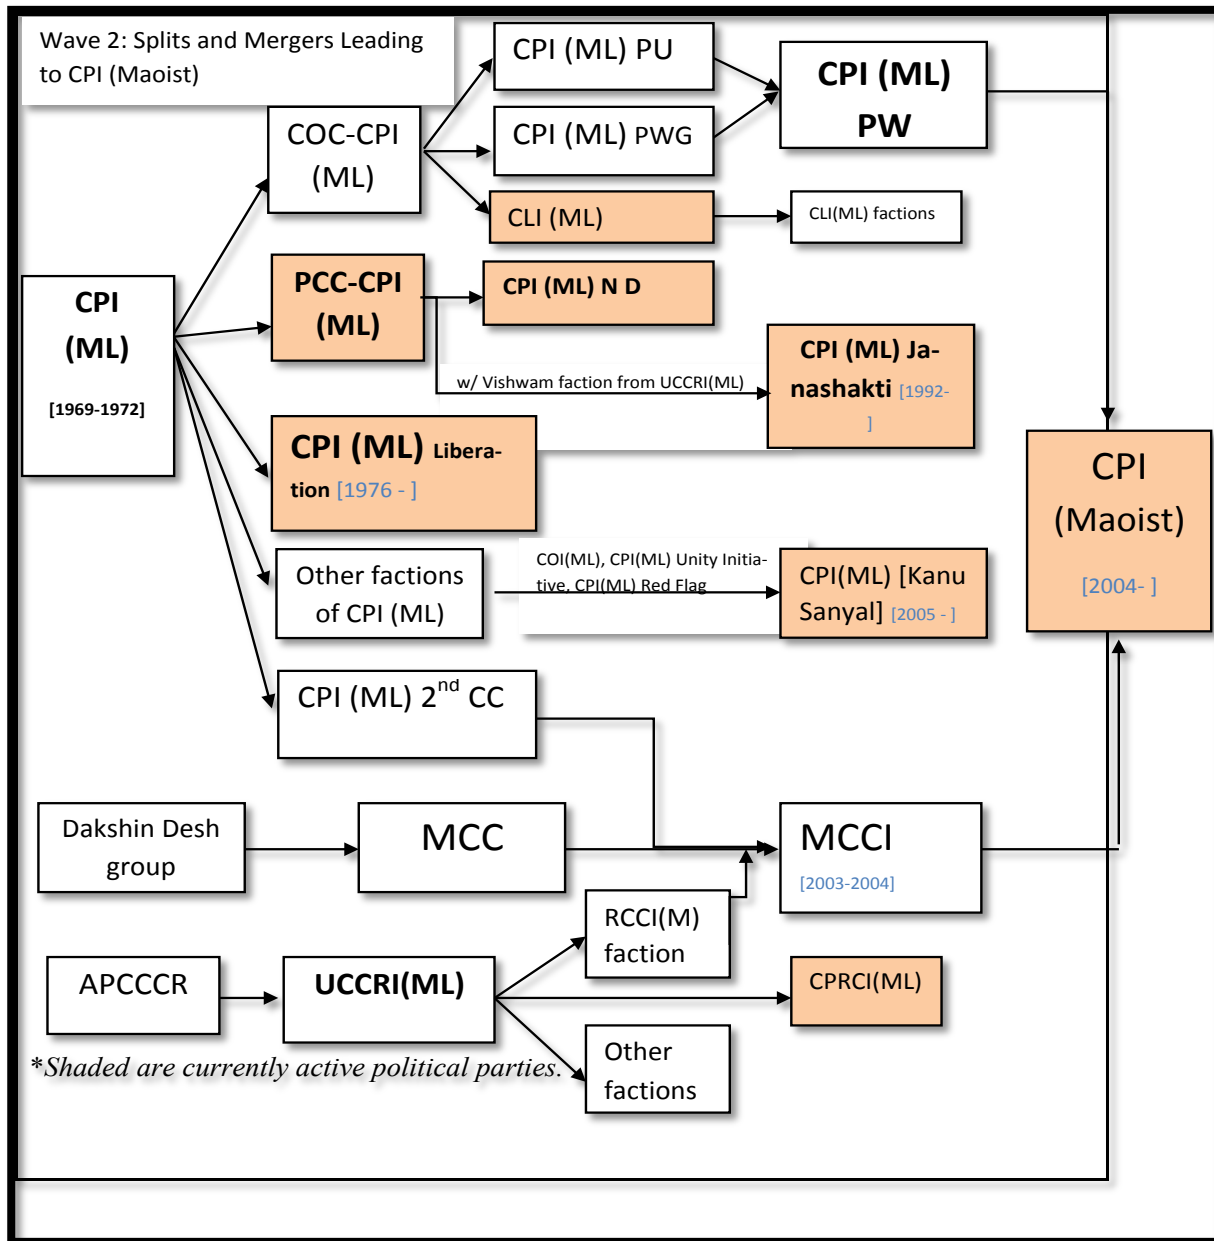 Wave 2: Splits and Mergers Leading
to CPI (Maoist)
CPI (ML) PU
CPI (ML)
PW
COC-CPI
(ML)
CPI (ML) PWG
CLI (ML)
CLI(ML) factions
CPI
(ML)
[1969-1972]
PCC-CPI
(ML)
CPI (ML) N D
w/ Vishwam faction from UCCRI(ML)
CPI (ML) Ja-
nashakti [1992-
]
CPI (ML) Libera-
tion [1976 - ]
CPI
(Maoist)
[2004- ]
Other factions
of CPI (ML)
COI(ML), CPI(ML) Unity Initia-
tive, CPI(ML) Red Flag
CPI(ML) [Kanu
Sanyal] [2005 - ]
CPI (ML) 2nd CC
Dakshin Desh
group
MCC
MCCI
[2003-2004]
RCCI(M)
faction
APCCCR
UCCRI(ML)
CPRCI(ML)
Other
factions
*Shaded are currently active political parties.